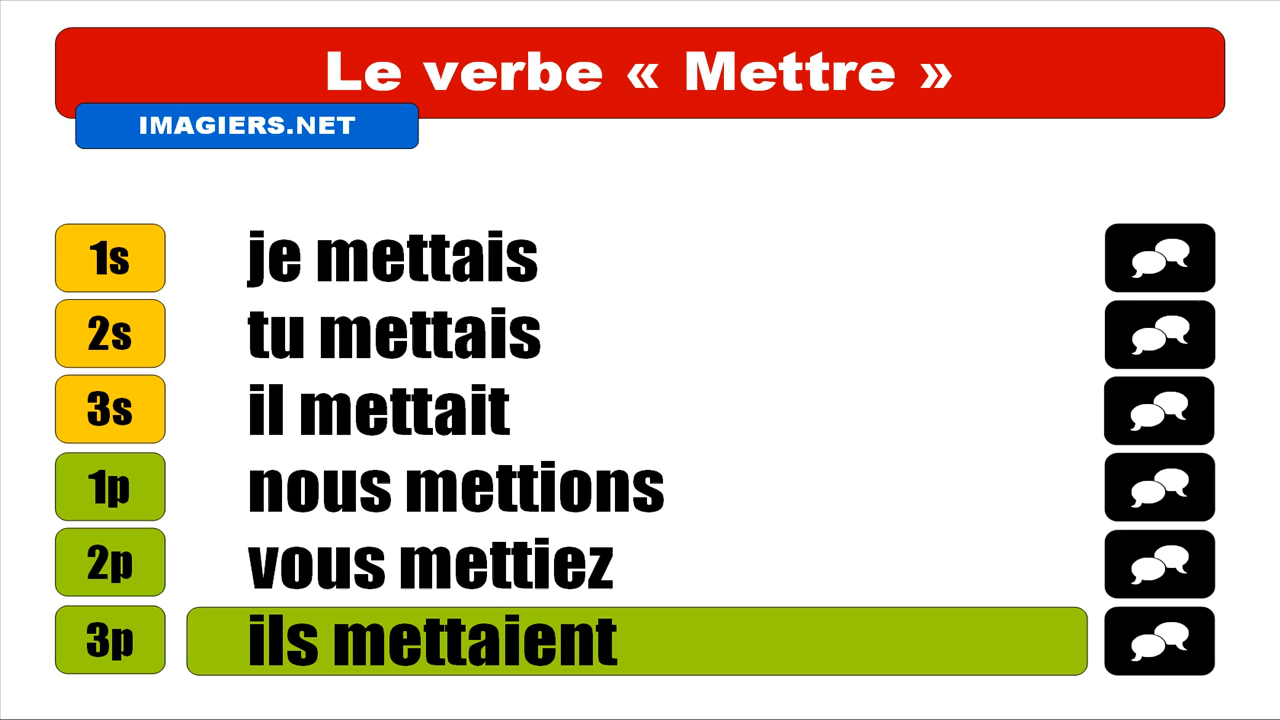 Le verbe « Mettre »
IMAGIERS.NET
1s je mettais
2s tu mettais
3s il mettait
1p nous mettions
2p vous mettiez
3p ils mettaient